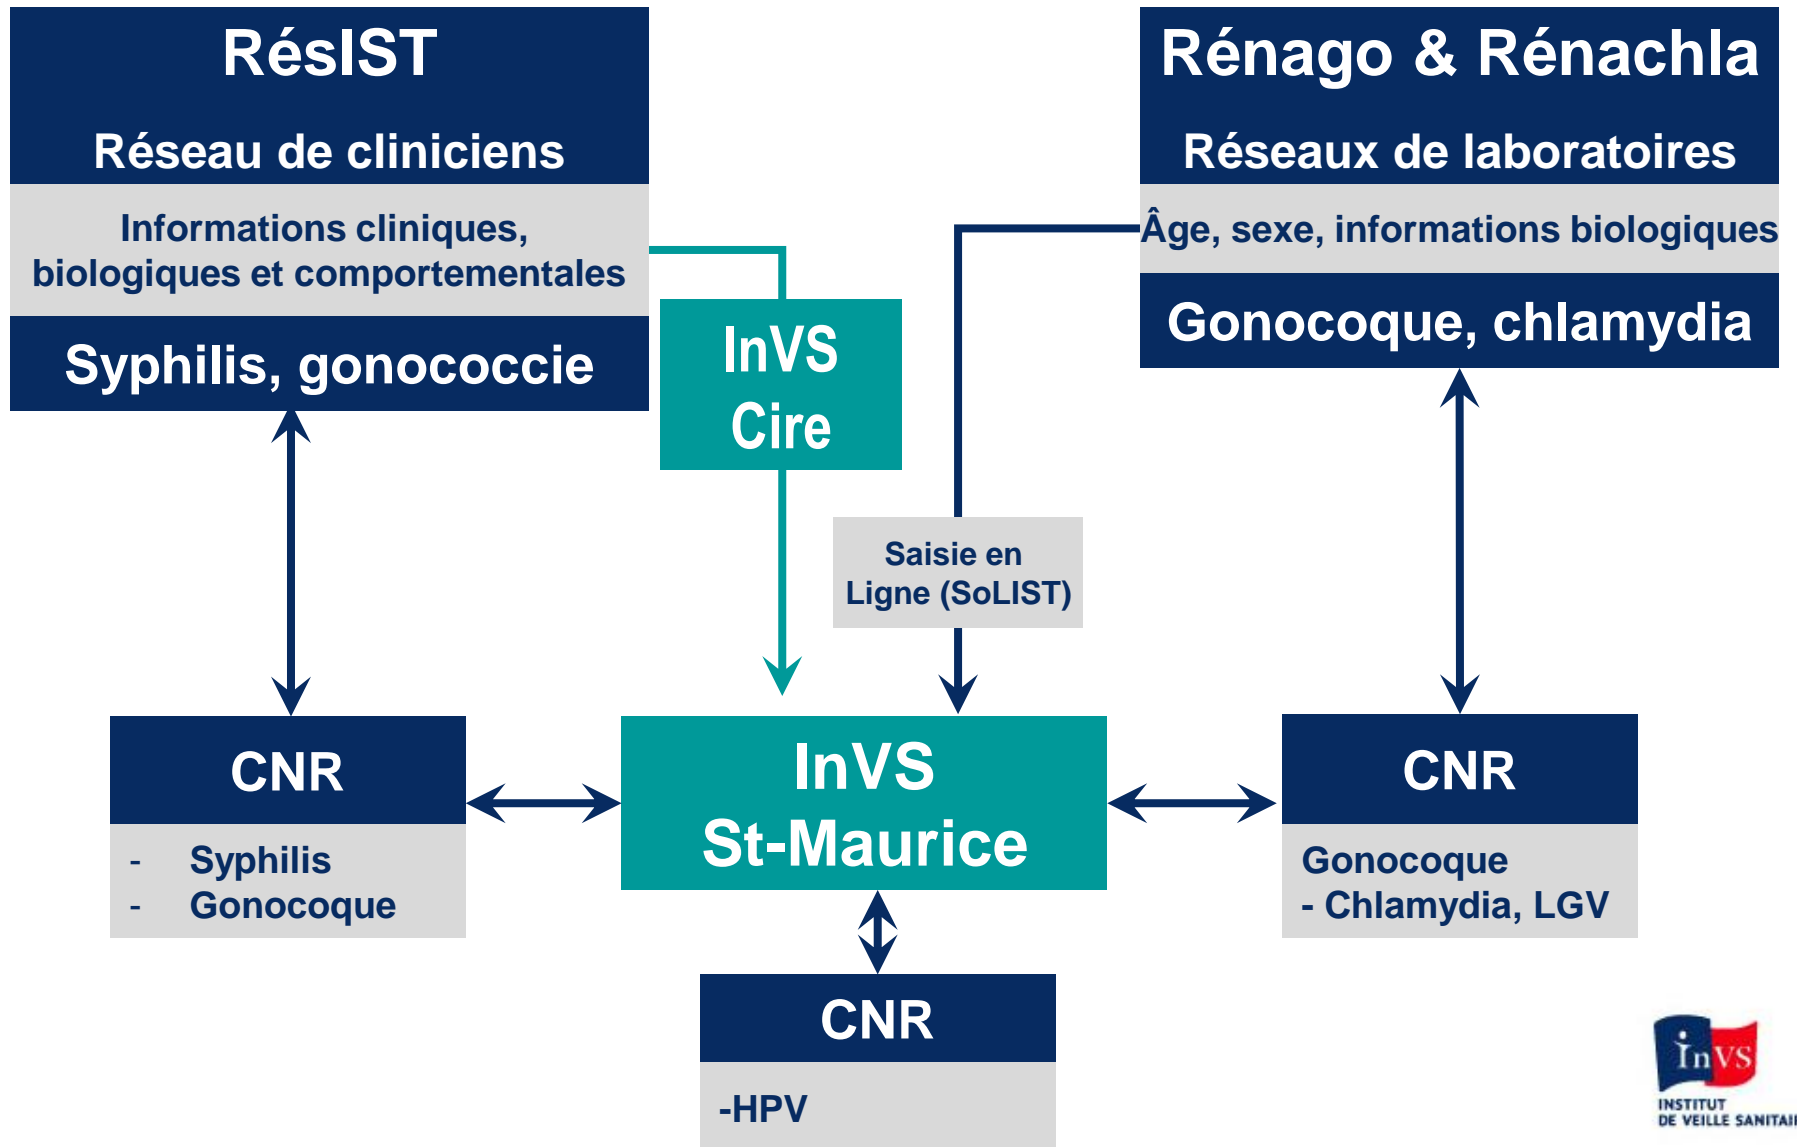 RésIST
Réseau de cliniciens
Informations cliniques,
biologiques et comportementales
Syphilis, gonococcie
Rénago & Rénachla
Réseaux de laboratoires
Âge, sexe, informations biologiques
Gonocoque, chlamydia
InVS
Cire
Saisie en
Ligne (SoLIST)
CNR
- Syphilis
- Gonocoque
InVS
St-Maurice
CNR
Gonocoque
- Chlamydia, LGV
CNR
-HPV
InVS
INSTITUT
DE VEILLE SANITAI